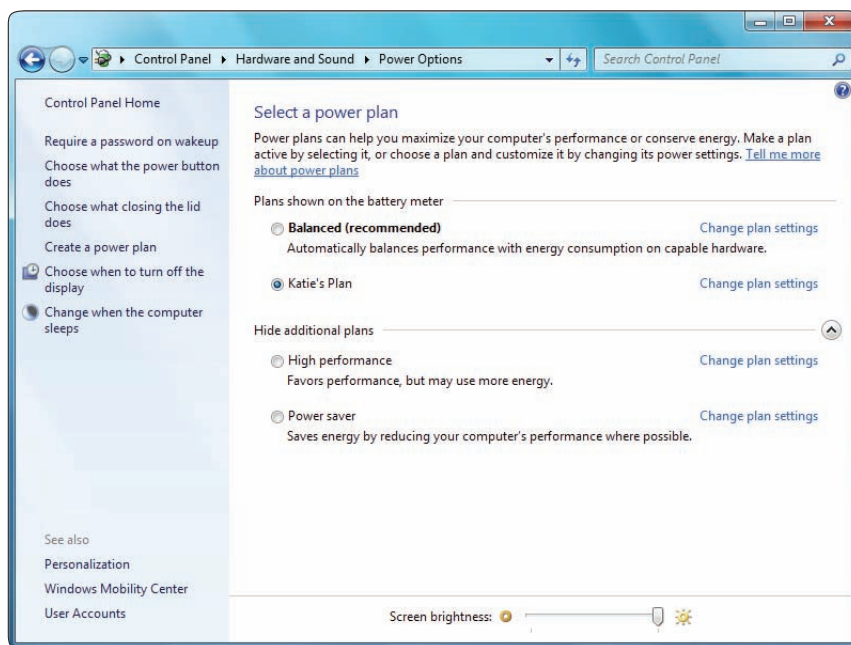 Control Panel Hardware and Sound Power Options Search Control Panel
Control Panel Home
Require a password on wakeup
Choose what the power button
does
Choose what closing the lid
does
Create a power plan
Choose when to turn off the
display
Change when the computer
sleeps
See also
Personalization
Windows Mobility Center
User Accounts
Select a power plan
Power plans can help you maximize your computer's performance or conserve energy. Make a plan
active by selecting it, or choose a plan and customize it by changing its power settings. Tell me more
about power plans
Plans shown on the battery meter
Balanced (recommended) Change plan settings
Automatically balances performance with energy consumption on capable hardware.
Katie's Plan Change plan settings
Hide additional plans
High performance Change plan settings
Favors performance, but may use more energy.
Power saver Change plan settings
Saves energy by reducing your computer's performance where possible.
Screen brightness: